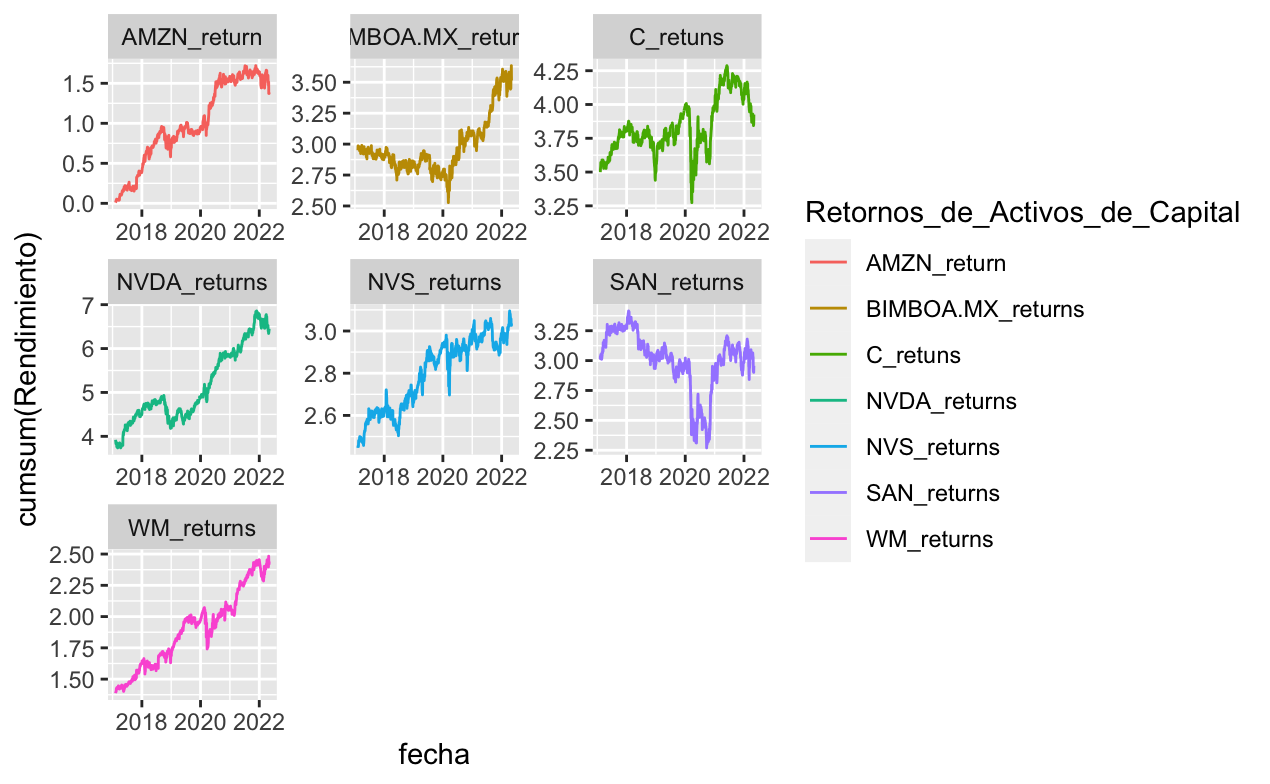 AMZN_return
MBOA.MX_retur
C_retuns
1.5
1.0
0.5
0.0
3.50
3.25
3.00
2.75
2.50
4.25
4.00
3.75
3.50
3.25
2018 2020 2022
2018 2020 2022
2018 2020 2022
NVDA_returns
NVS_returns
SAN_returns
7
6
5
4
3.0
2.8
2.6
3.25
3.00
2.75
2.50
2.25
2018 2020 2022
2018 2020 2022
2018 2020 2022
WM_returns
2.50
2.25
2.00
1.75
1.50
2018 2020 2022
cumsum(Rendimiento)
fecha
Retornos_de_Activos_de_Capital
AMZN_return
BIMBOA.MX_returns
C_retuns
NVDA_returns
NVS_returns
SAN_returns
WM_returns